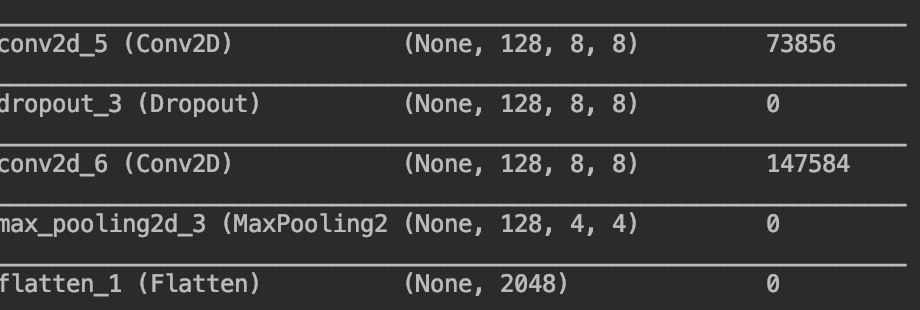 conv2d_5 (Conv2D) (None, 128, 8, 8) 73856
dropout_3 (Dropout) (None, 128, 8, 8) 0
conv2d_6 (Conv2D) (None, 128, 8, 8) 147584
max_pooling2d_3 (MaxPooling2 (None, 128, 4, 4) 0
flatten_1 (Flatten) (None, 2048) 0